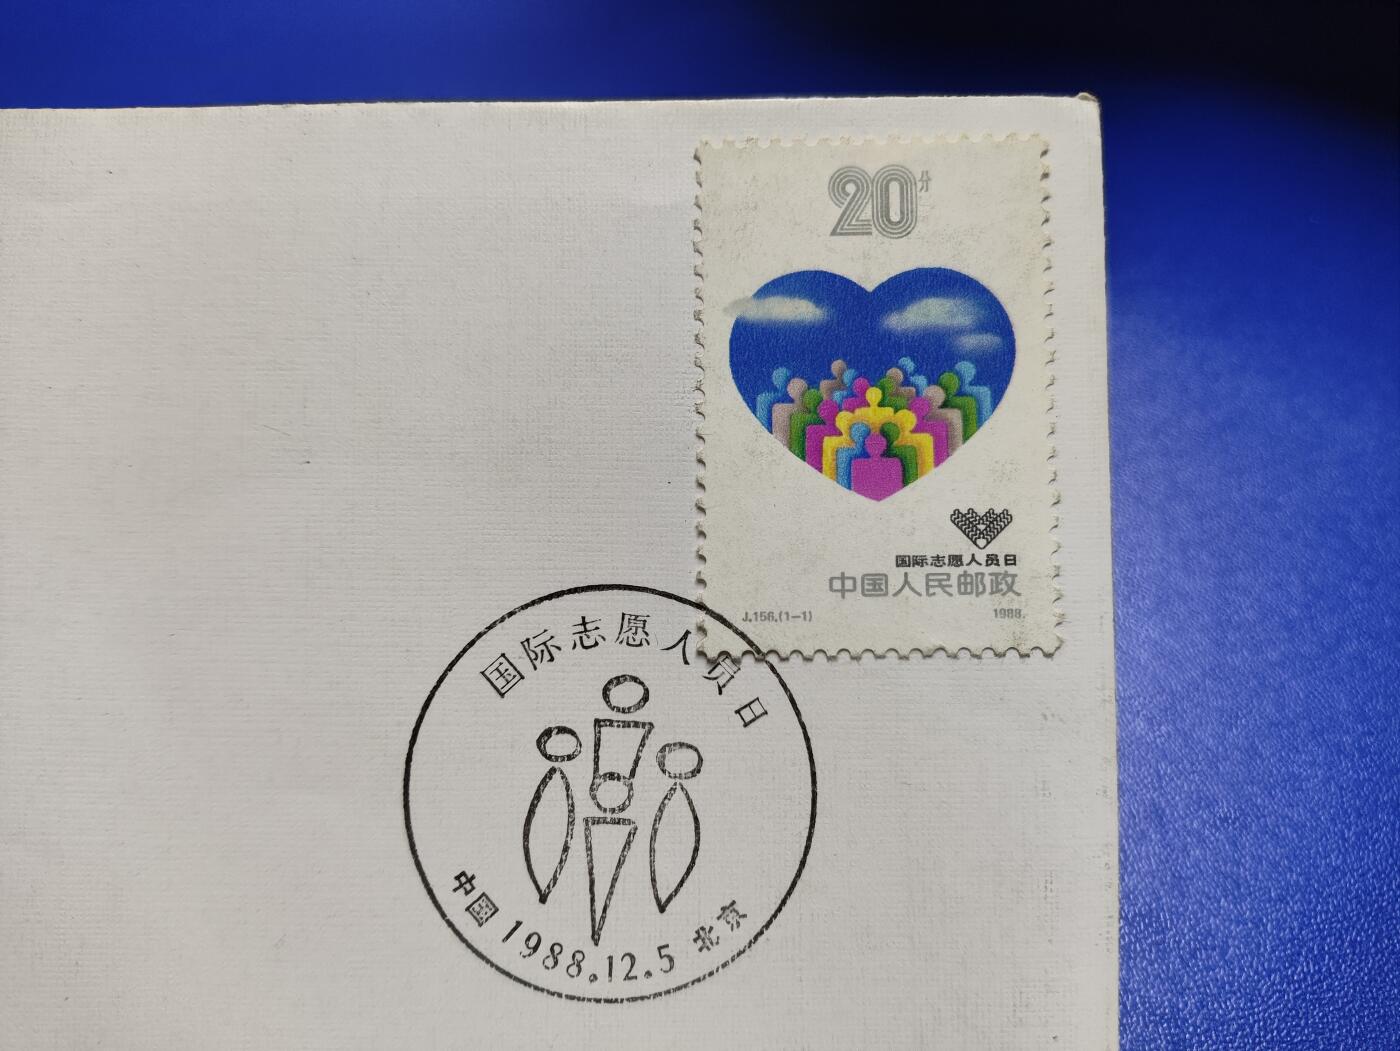 20分
国际志愿人员日
中国人民邮政
J.156.(1-1) 1988.
国际志愿人员日
中国 1988.12.5 北京